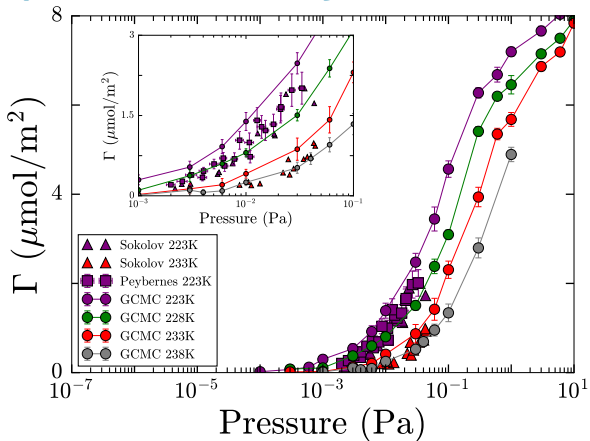 8
4
0
Γ (μmol/m²)
3
1.5
0
Γ (μmol/m²)
10⁻³
10⁻²
10⁻¹
Pressure (Pa)
Sokolov 223K
Sokolov 233K
Peybernes 223K
GCMC 223K
GCMC 228K
GCMC 233K
GCMC 238K
10⁻⁷
10⁻⁵
10⁻³
10⁻¹
10¹
Pressure (Pa)